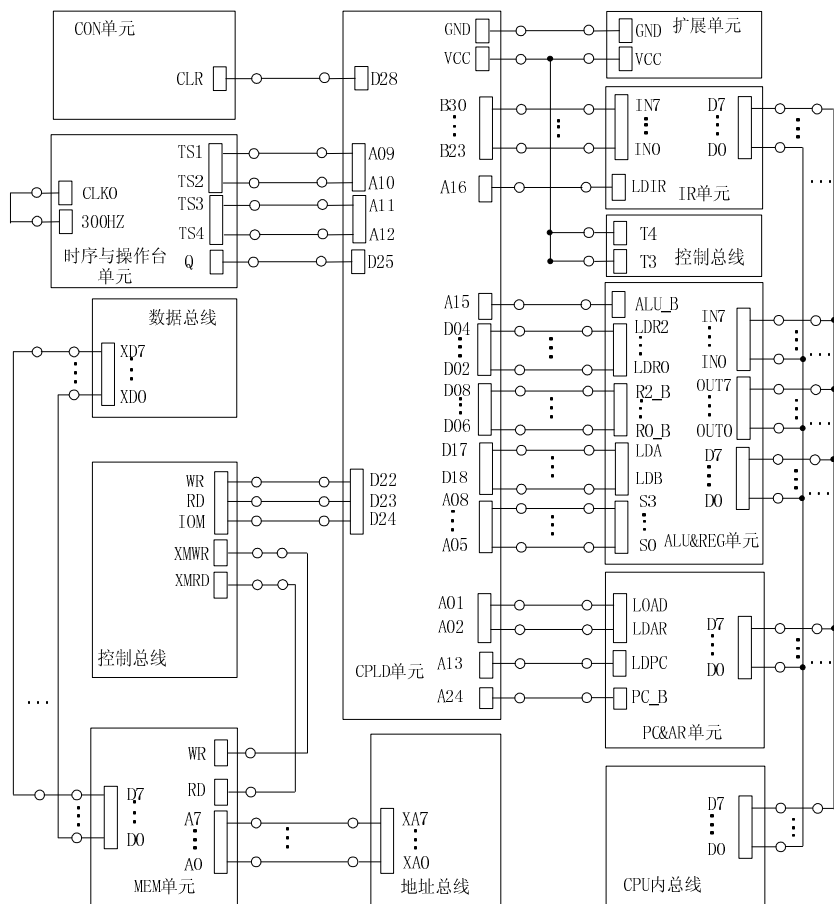 CON单元
CLR
D28
GND
GND
扩展单元
VCC
VCC
B30
B23
IN7
IN0
D7
D0
A16
LDIR
IR单元
TS1
TS2
TS3
TS4
A09
A10
A11
A12
CLK0
300HZ
时序与操作台
单元
Q
D25
T4
T3
控制总线
数据总线
XD7
XD0
A15
ALU_B
D04
D02
LDR2
LDR0
IN7
IN0
D08
D06
R2_B
R0_B
OUT7
OUT0
D17
D18
LDA
LDB
D7
D0
A08
A05
S3
S0
ALU&REG单元
WR
RD
IOM
D22
D23
D24
XMWR
XMRD
控制总线
CPLD单元
A01
A02
LOAD
LDAR
D7
D0
A13
LDPC
A24
PC_B
PC&AR单元
WR
RD
D7
D0
A7
A0
MEM单元
XA7
XA0
地址总线
D7
D0
CPU内总线